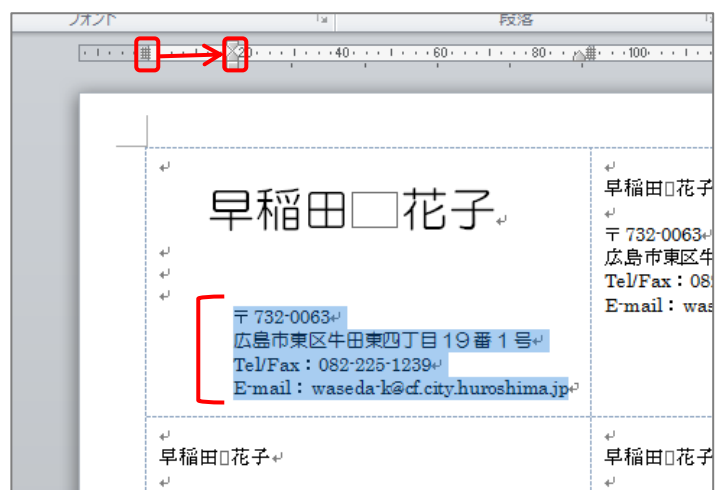 フォント 段落
20 40 60 80 100
早稲田□花子
〒732-0063
広島市東区牛田東四丁目19番1号
Tel/Fax：082-225-1239
E-mail：waseda-k@cf.city.huroshima.jp
早稲田□花子
〒732-0063
広島市東区牛
Tel/Fax：08
E-mail：was
早稲田□花子
早稲田□花子